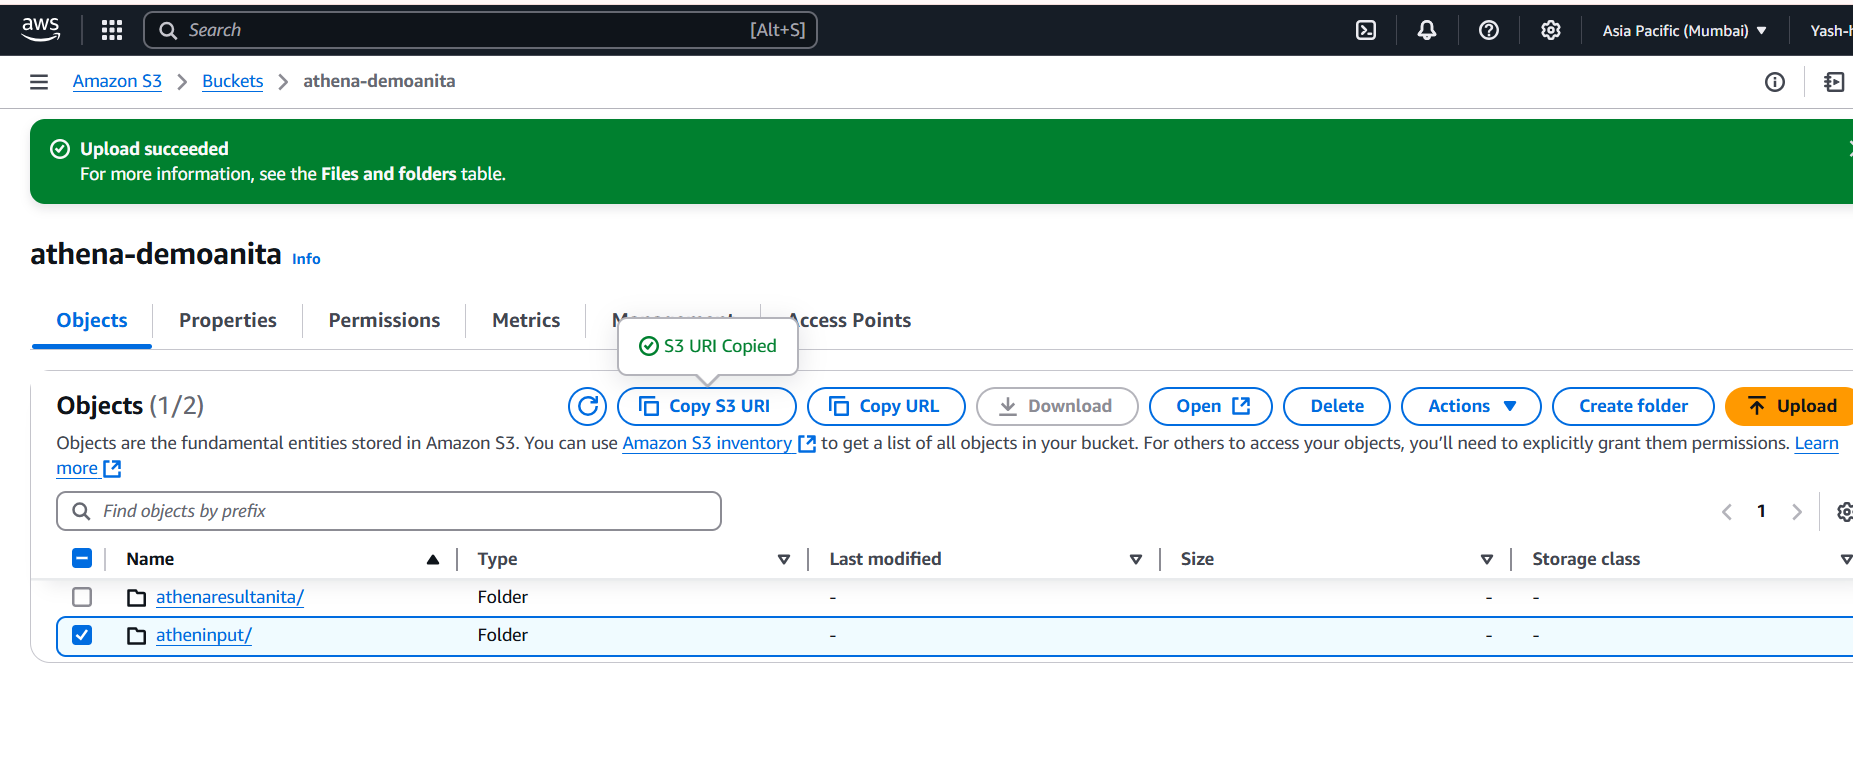 aws Search [Alt+S] Asia Pacific (Mumbai)
Amazon S3 > Buckets > athena-demoanita
Upload succeeded
For more information, see the Files and folders table.
athena-demoanita Info
Objects Properties Permissions Metrics Access Points
S3 URI Copied
Objects (1/2) Copy S3 URI Copy URL Download Open Delete Actions Create folder Upload
Objects are the fundamental entities stored in Amazon S3. You can use Amazon S3 inventory to get a list of all objects in your bucket. For others to access your objects, you’ll need to explicitly grant them permissions. Learn
more
Find objects by prefix 1
Name Type Last modified Size Storage class
athenaresultanita/ Folder - - -
atheninput/ Folder - - -